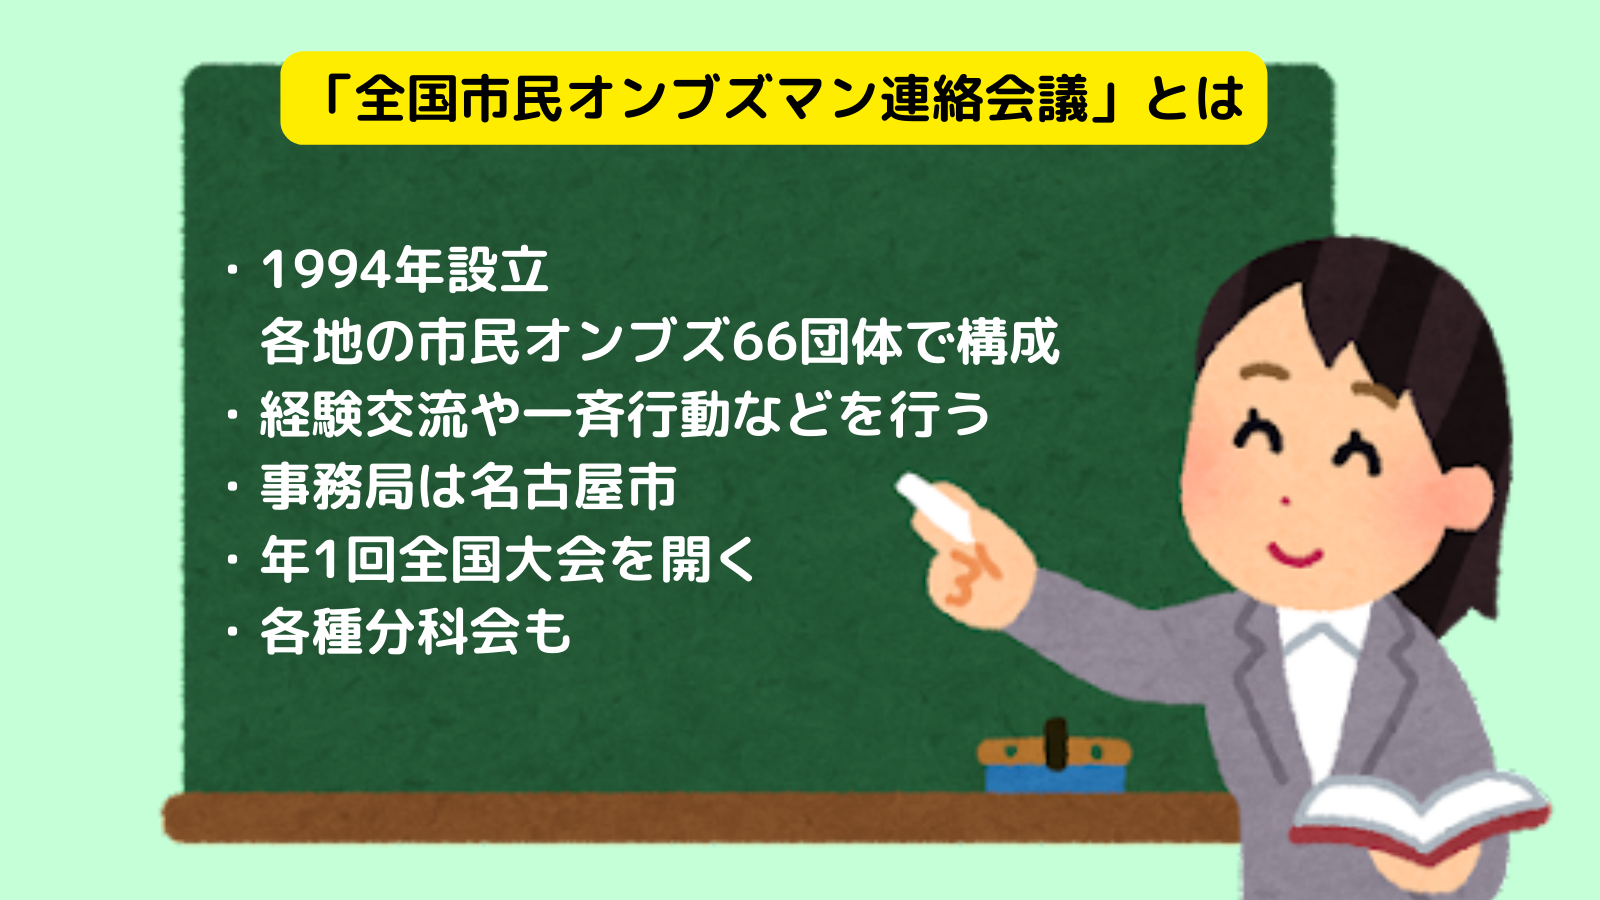 「全国市民オンブズマン連絡会議」とは
・1994年設立
各地の市民オンブズ66団体で構成
・経験交流や一斉行動などを行う
・事務局は名古屋市
・年1回全国大会を開く
・各種分科会も